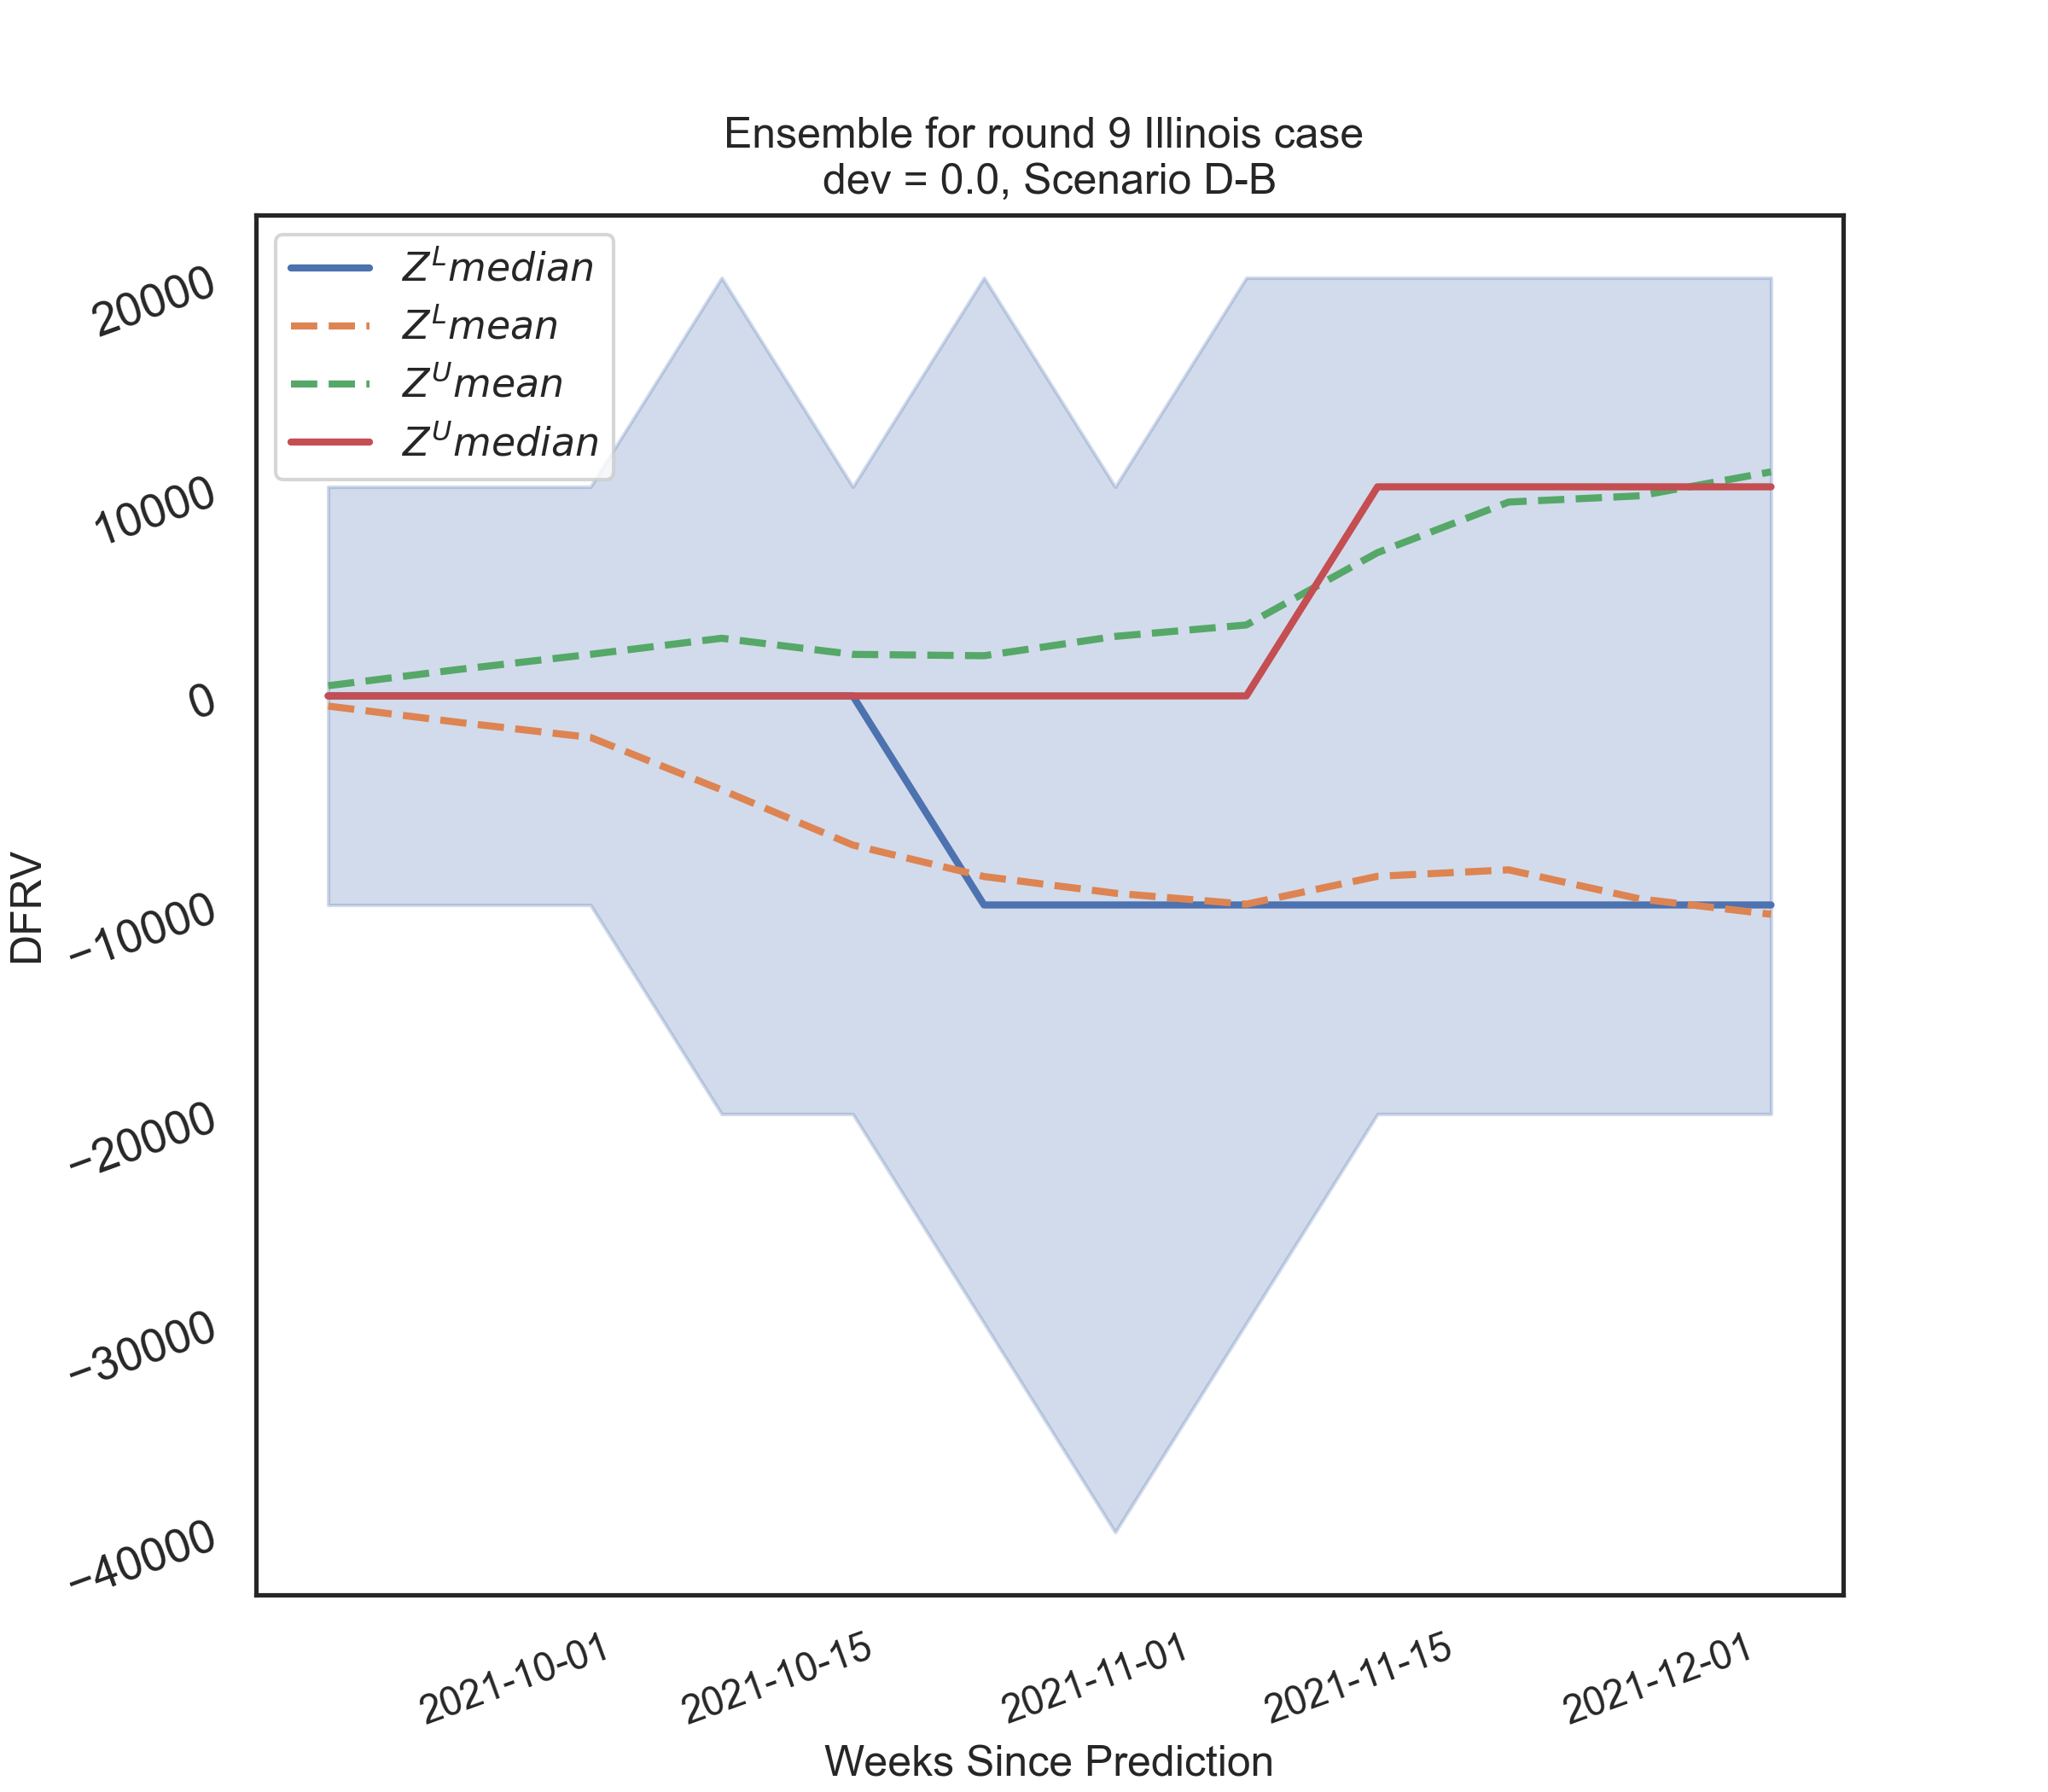 Ensemble for round 9 Illinois case
dev = 0.0, Scenario D-B
Z^L median
Z^L mean
Z^U mean
Z^U median
20000
10000
0
−10000
−20000
−30000
−40000
DFRV
2021-10-01
2021-10-15
2021-11-01
2021-11-15
2021-12-01
Weeks Since Prediction